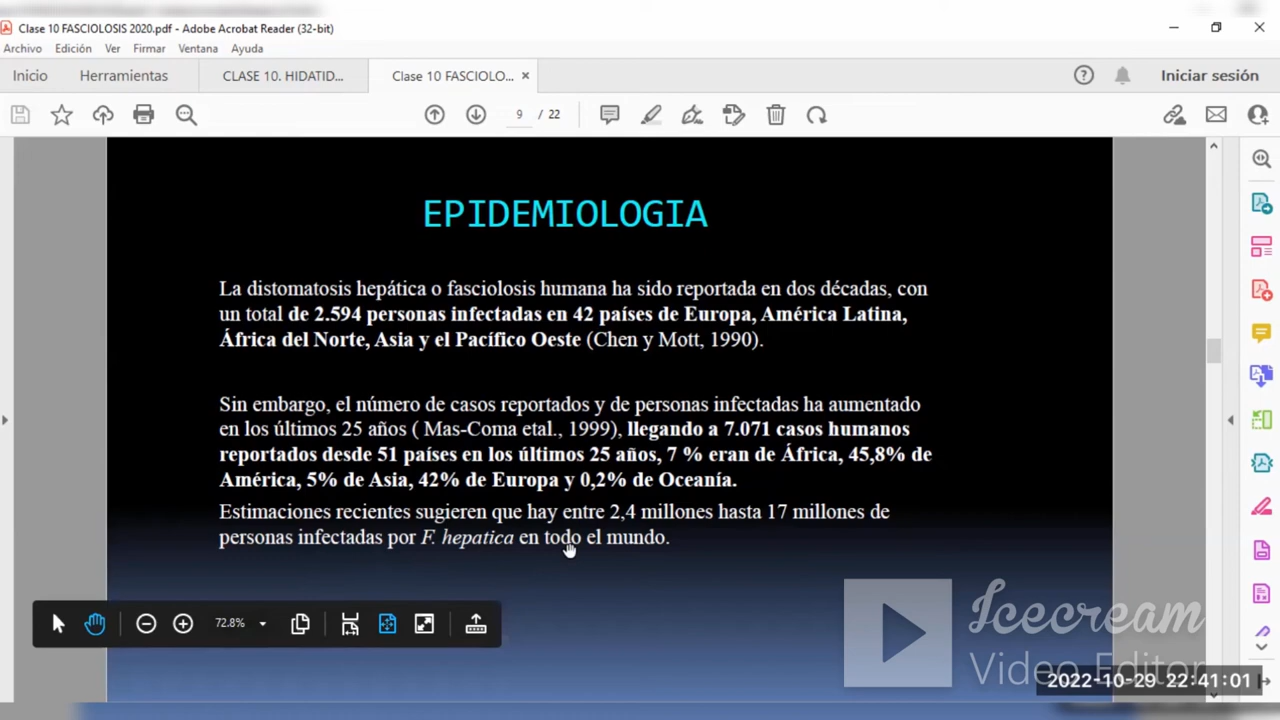 Clase 10 FASCIOLOSIS 2020.pdf - Adobe Acrobat Reader (32-bit)
Archivo Edición Ver Firmar Ventana Ayuda
Inicio Herramientas CLASE 10. HIDATID... Clase 10 FASCIOLO... × Iniciar sesión
9 / 22
EPIDEMIOLOGIA
La distomatosis hepática o fasciolosis humana ha sido reportada en dos décadas, con
un total de 2.594 personas infectadas en 42 países de Europa, América Latina,
África del Norte, Asia y el Pacífico Oeste (Chen y Mott, 1990).
Sin embargo, el número de casos reportados y de personas infectadas ha aumentado
en los últimos 25 años ( Mas-Coma etal., 1999), llegando a 7.071 casos humanos
reportados desde 51 países en los últimos 25 años, 7 % eran de África, 45,8% de
América, 5% de Asia, 42% de Europa y 0,2% de Oceanía.
Estimaciones recientes sugieren que hay entre 2,4 millones hasta 17 millones de
personas infectadas por F. hepatica en todo el mundo.
72.8%
Icecream
Video Editor
2022-10-29 22:41:01